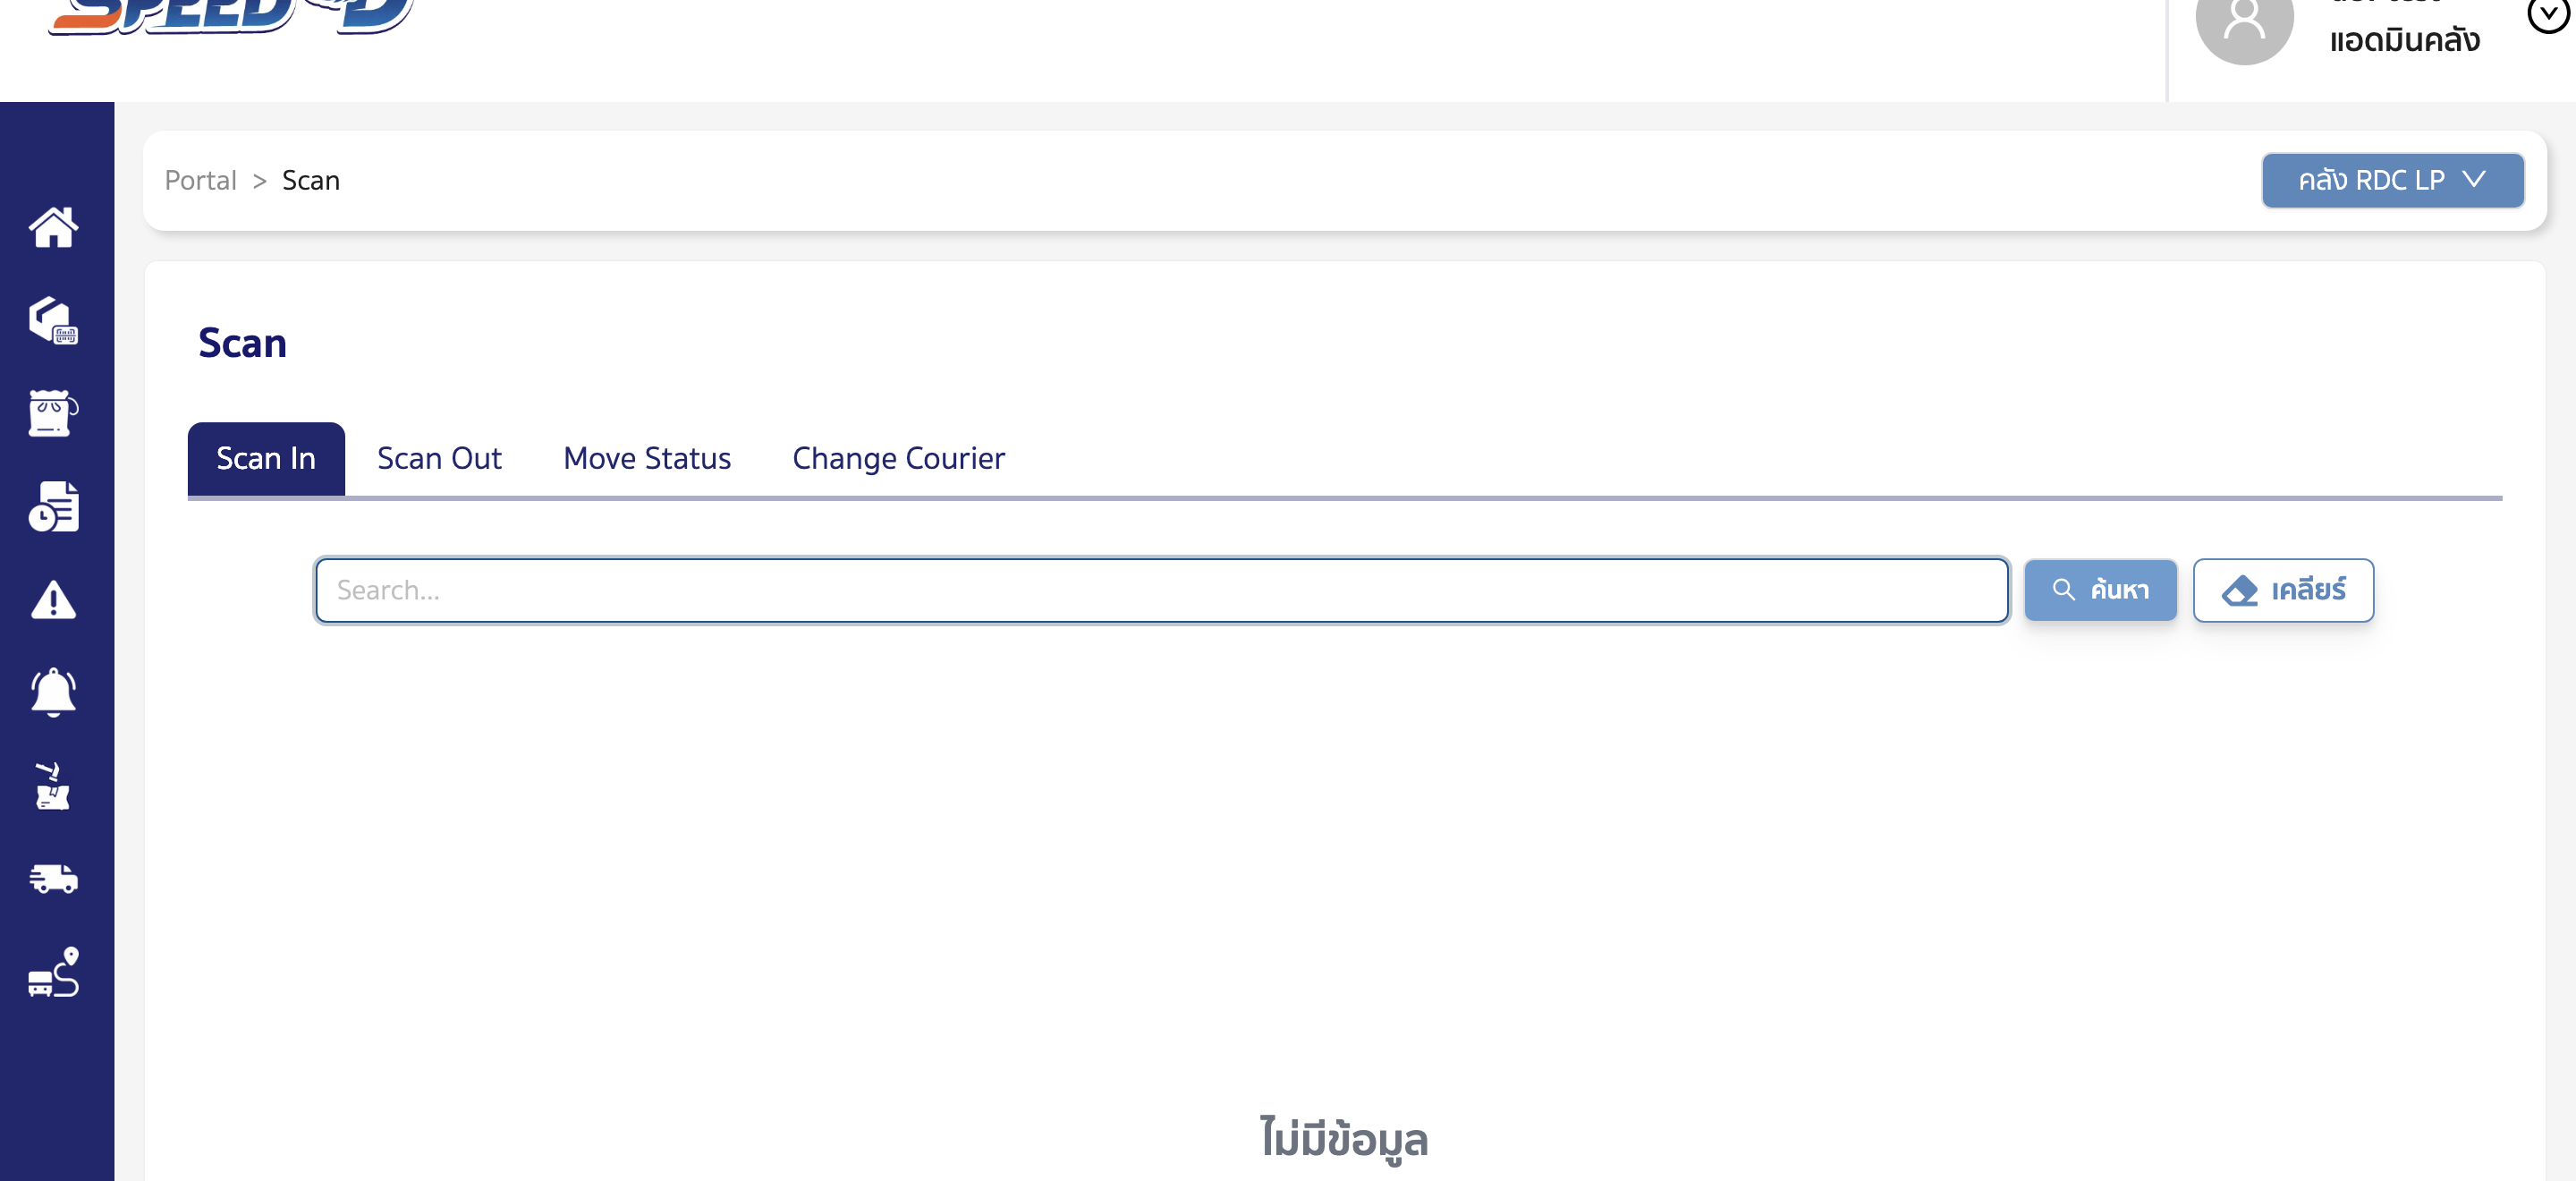 SPEED D
แอดมินคลัง
Portal > Scan
คลัง RDC LP
Scan
Scan In
Scan Out
Move Status
Change Courier
Search...
ค้นหา
เคลียร์
ไม่มีข้อมูล